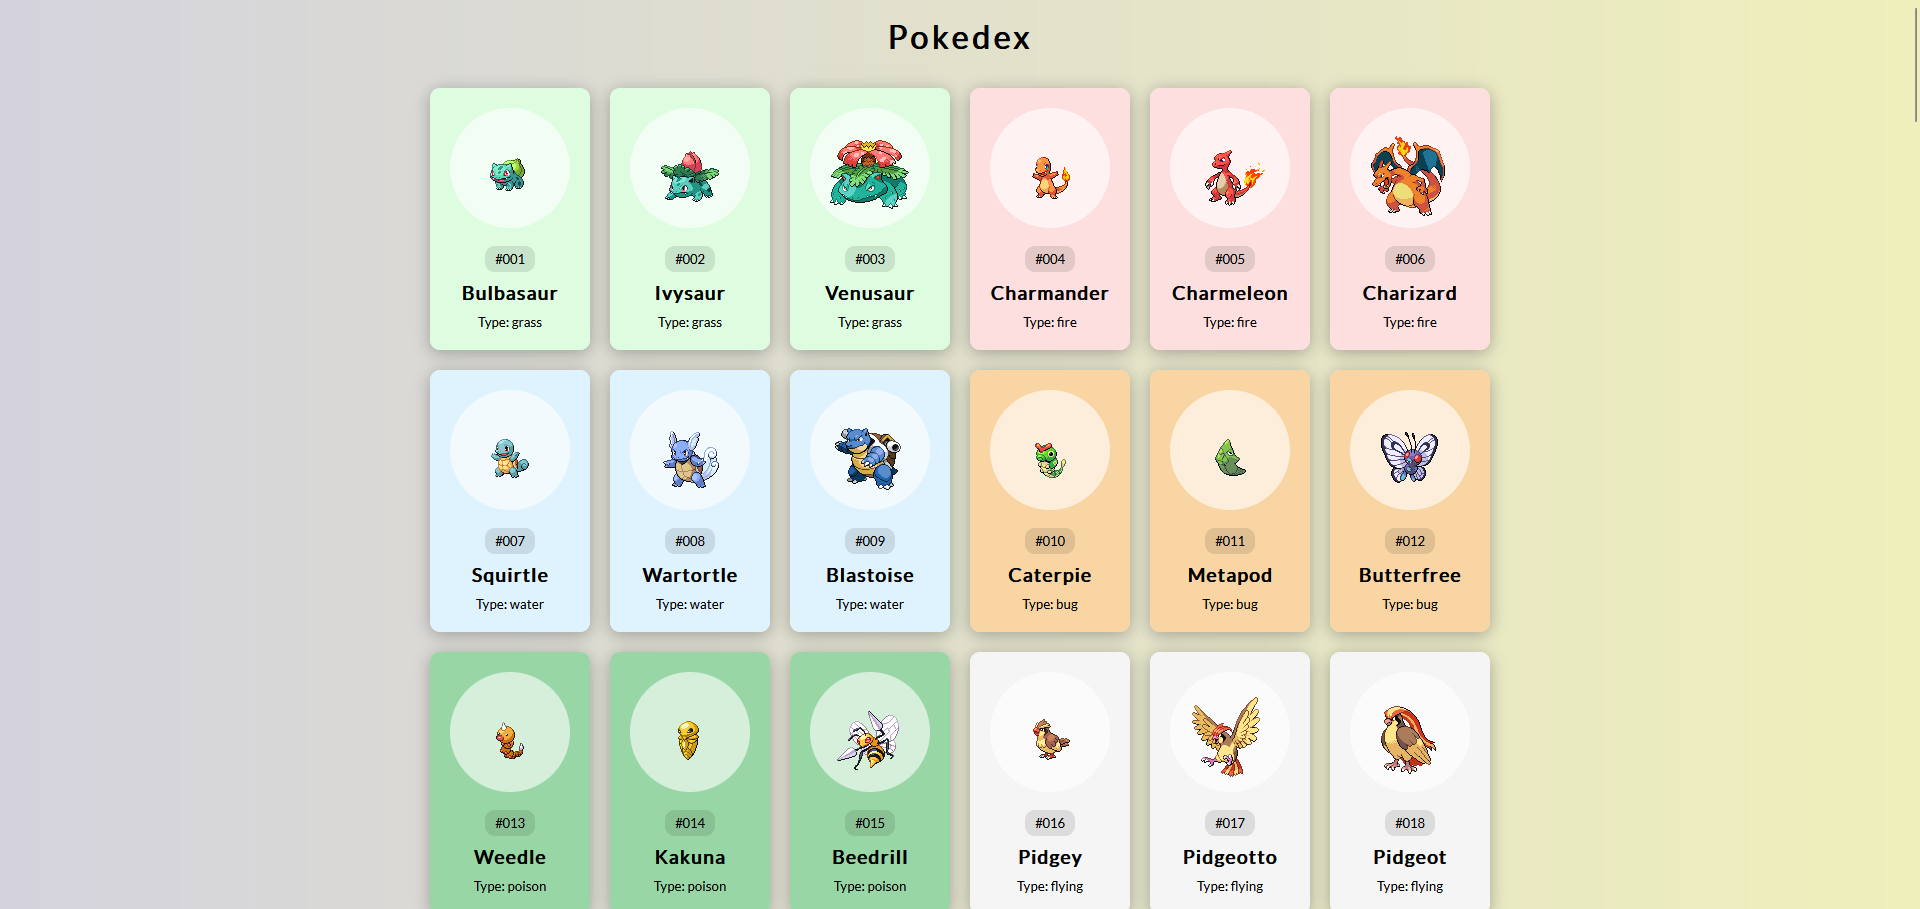 Pokedex
#001 #002 #003 #004 #005 #006
Bulbasaur Ivysaur Venusaur Charmander Charmeleon Charizard
Type: grass Type: grass Type: grass Type: fire Type: fire Type: fire
#007 #008 #009 #010 #011 #012
Squirtle Wartortle Blastoise Caterpie Metapod Butterfree
Type: water Type: water Type: water Type: bug Type: bug Type: bug
#013 #014 #015 #016 #017 #018
Weedle Kakuna Beedrill Pidgey Pidgeotto Pidgeot
Type: poison Type: poison Type: poison Type: flying Type: flying Type: flying